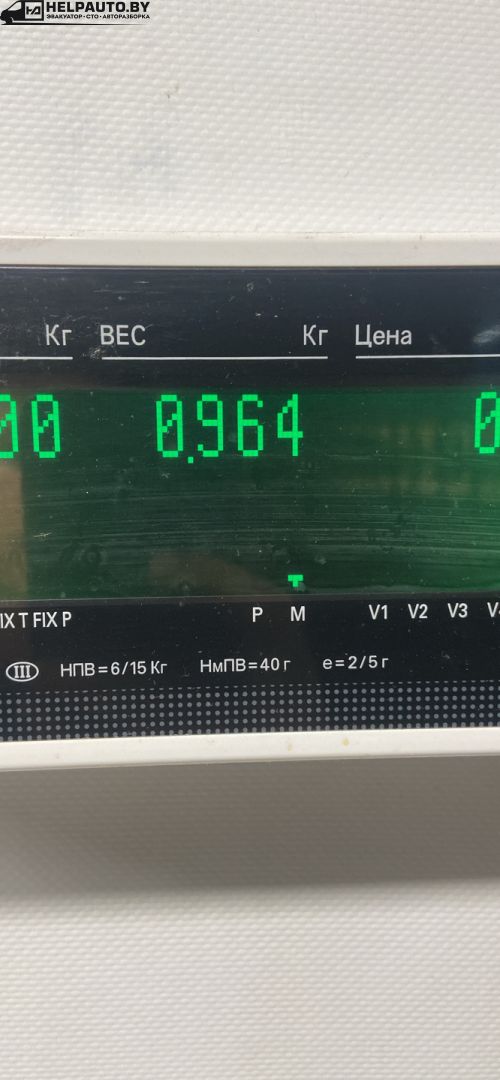 HELPAUTO.BY
ЭВАКУАТОР•СТО•АВТОРАЗБОРКА
Кг ВЕС Кг Цена
00 0.964 0
IX T FIX P P M V1 V2 V3
III НПВ=6/15 Кг НмПВ=40 г e=2/5 г